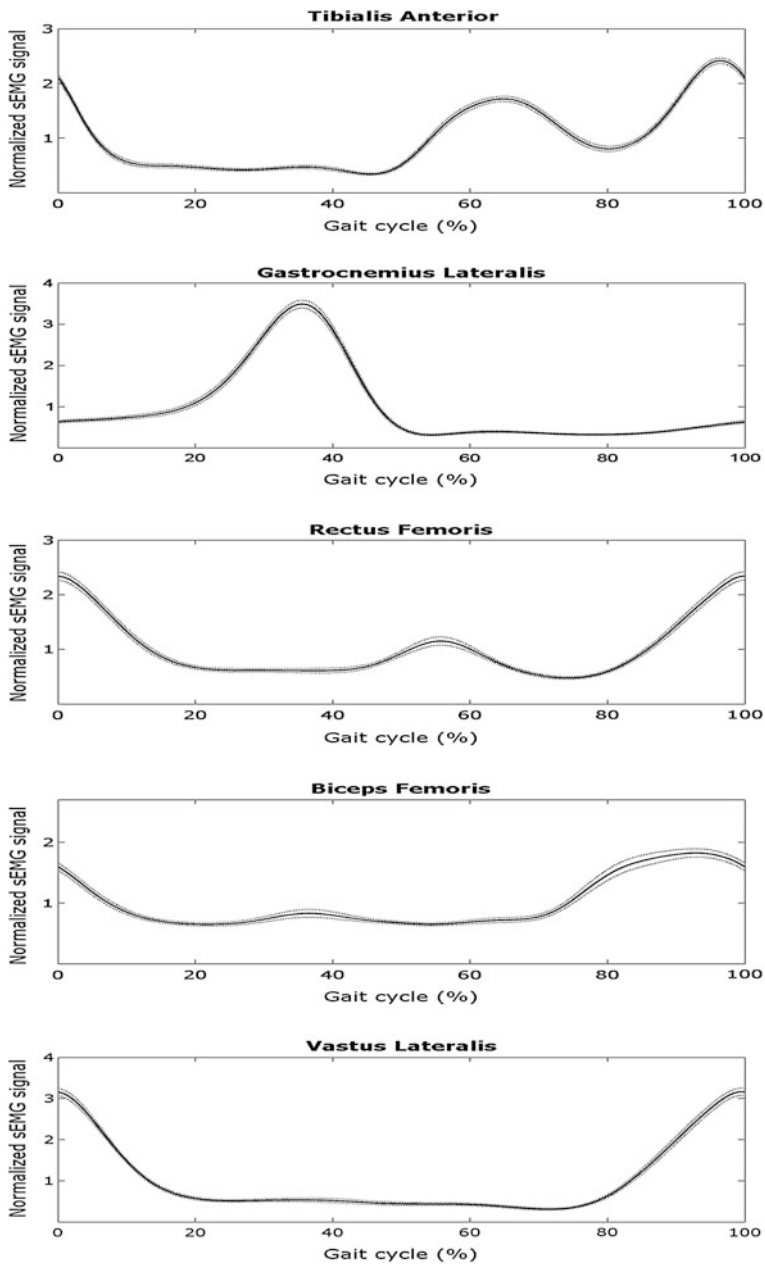 Tibialis Anterior
Normalized sEMG signal
3
2
1
0 20 40 60 80 100
Gait cycle (%)
Gastrocnemius Lateralis
Normalized sEMG signal
4
3
2
1
0 20 40 60 80 100
Gait cycle (%)
Rectus Femoris
Normalized sEMG signal
3
2
1
0 20 40 60 80 100
Gait cycle (%)
Biceps Femoris
Normalized sEMG signal
2
1
0 20 40 60 80 100
Gait cycle (%)
Vastus Lateralis
Normalized sEMG signal
4
3
2
1
0 20 40 60 80 100
Gait cycle (%)